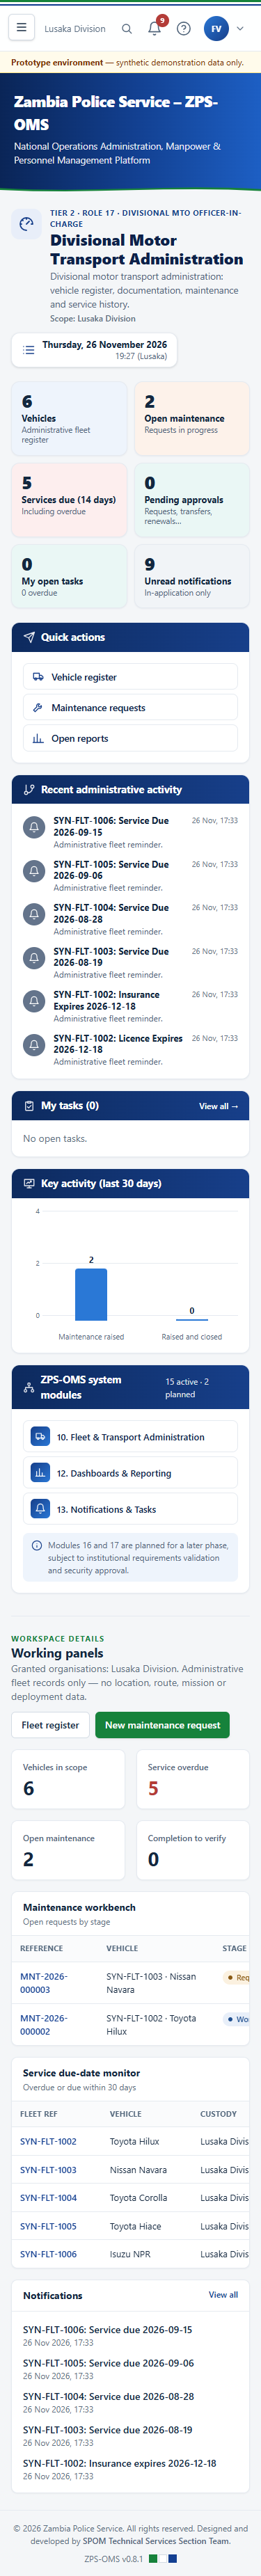 Lusaka Division
9
FV
Prototype environment — synthetic demonstration data only.
Zambia Police Service – ZPS-
OMS
National Operations Administration, Manpower &
Personnel Management Platform
TIER 2 · ROLE 17 · DIVISIONAL MTO OFFICER-IN-
CHARGE
Divisional Motor
Transport Administration
Divisional motor transport administration:
vehicle register, documentation, maintenance
and service history.
Scope: Lusaka Division
Thursday, 26 November 2026
19:27 (Lusaka)
6
Vehicles
Administrative fleet
register
2
Open maintenance
Requests in progress
5
Services due (14 days)
Including overdue
0
Pending approvals
Requests, transfers,
renewals...
0
My open tasks
0 overdue
9
Unread notifications
In-application only
Quick actions
Vehicle register
Maintenance requests
Open reports
Recent administrative activity
SYN-FLT-1006: Service Due
2026-09-15
26 Nov, 17:33
Administrative fleet reminder.
SYN-FLT-1005: Service Due
2026-09-06
26 Nov, 17:33
Administrative fleet reminder.
SYN-FLT-1004: Service Due
2026-08-28
26 Nov, 17:33
Administrative fleet reminder.
SYN-FLT-1003: Service Due
2026-08-19
26 Nov, 17:33
Administrative fleet reminder.
SYN-FLT-1002: Insurance
Expires 2026-12-18
26 Nov, 17:33
Administrative fleet reminder.
SYN-FLT-1002: Licence Expires
2026-12-18
26 Nov, 17:33
Administrative fleet reminder.
My tasks (0)
View all →
No open tasks.
Key activity (last 30 days)
4
2
0
2
0
Maintenance raised
Raised and closed
ZPS-OMS system
modules
15 active · 2
planned
10. Fleet & Transport Administration
12. Dashboards & Reporting
13. Notifications & Tasks
Modules 16 and 17 are planned for a later phase,
subject to institutional requirements validation
and security approval.
WORKSPACE DETAILS
Working panels
Granted organisations: Lusaka Division. Administrative
fleet records only — no location, route, mission or
deployment data.
Fleet register
New maintenance request
Vehicles in scope
6
Service overdue
5
Open maintenance
2
Completion to verify
0
Maintenance workbench
Open requests by stage
REFERENCE VEHICLE STAGE
MNT-2026-
000003
SYN-FLT-1003 · Nissan
Navara
Req
MNT-2026-
000002
SYN-FLT-1002 · Toyota
Hilux
Wor
Service due-date monitor
Overdue or due within 30 days
FLEET REF VEHICLE CUSTODY
SYN-FLT-1002 Toyota Hilux Lusaka Divis
SYN-FLT-1003 Nissan Navara Lusaka Divis
SYN-FLT-1004 Toyota Corolla Lusaka Divis
SYN-FLT-1005 Toyota Hiace Lusaka Divis
SYN-FLT-1006 Isuzu NPR Lusaka Divis
Notifications
View all
SYN-FLT-1006: Service due 2026-09-15
26 Nov 2026, 17:33
SYN-FLT-1005: Service due 2026-09-06
26 Nov 2026, 17:33
SYN-FLT-1004: Service due 2026-08-28
26 Nov 2026, 17:33
SYN-FLT-1003: Service due 2026-08-19
26 Nov 2026, 17:33
SYN-FLT-1002: Insurance expires 2026-12-18
26 Nov 2026, 17:33
© 2026 Zambia Police Service. All rights reserved. Designed and
developed by SPOM Technical Services Section Team.
ZPS-OMS v0.8.1